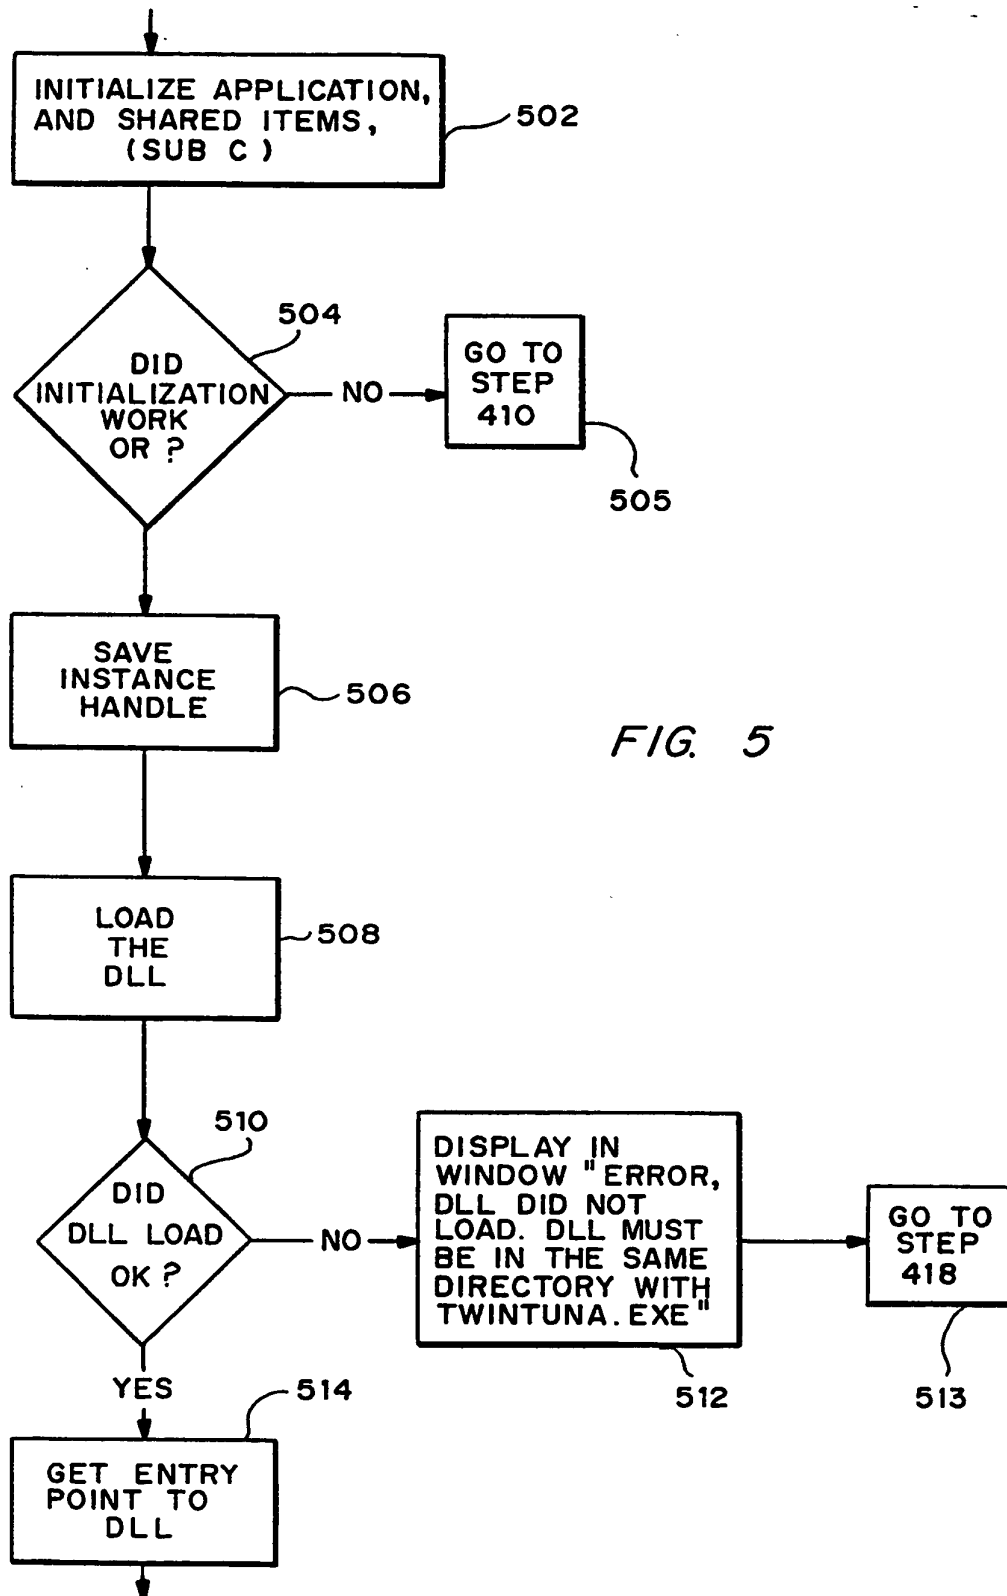 INITIALIZE APPLICATION,
AND SHARED ITEMS,
(SUB C)
502
504
DID
INITIALIZATION
WORK
OR ?
NO
GO TO
STEP
410
505
SAVE
INSTANCE
HANDLE
506
FIG. 5
LOAD
THE
DLL
508
510
DID
DLL LOAD
OK ?
NO
DISPLAY IN
WINDOW "ERROR,
DLL DID NOT
LOAD. DLL MUST
BE IN THE SAME
DIRECTORY WITH
TWINTUNA.EXE"
512
GO TO
STEP
418
513
YES
514
GET ENTRY
POINT TO
DLL